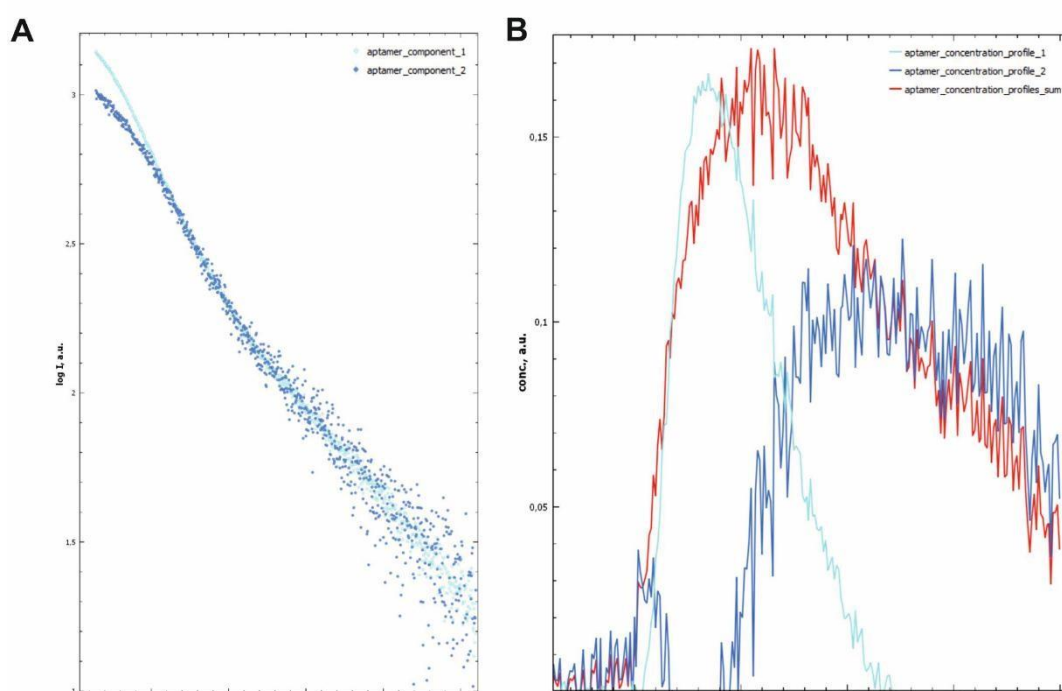 A
aptamer_component_1
aptamer_component_2
3
2,5
2
1,5
1
log I, a.u.
B
aptamer_concentration_profile_1
aptamer_concentration_profile_2
aptamer_concentration_profiles_sum
0,15
0,1
0,05
conc., a.u.